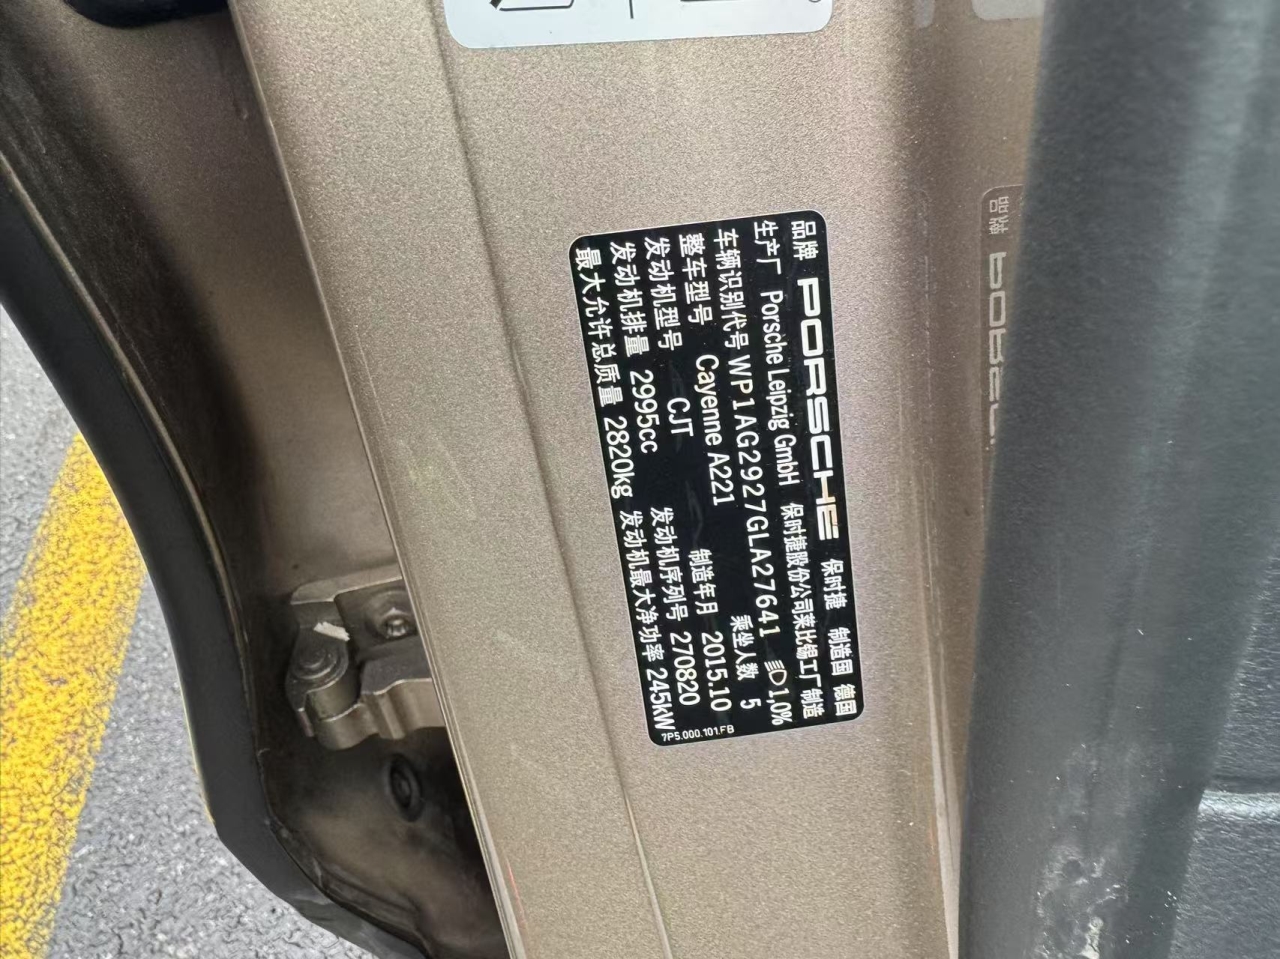 品牌 PORSCHE 保时捷 制造国 德国
生产厂 Porsche Leipzig GmbH 保时捷股份公司莱比锡工厂制造
车辆识别代号 WP1AG2927GLA27641 1,0%
整车型号 Cayenne A221 乘坐人数 5
发动机型号 CJT 制造年月 2015.10
发动机排量 2995cc 发动机序列号 270820
最大允许总质量 2820kg 发动机最大净功率 245kW
7P5.000.101.FB
品牌